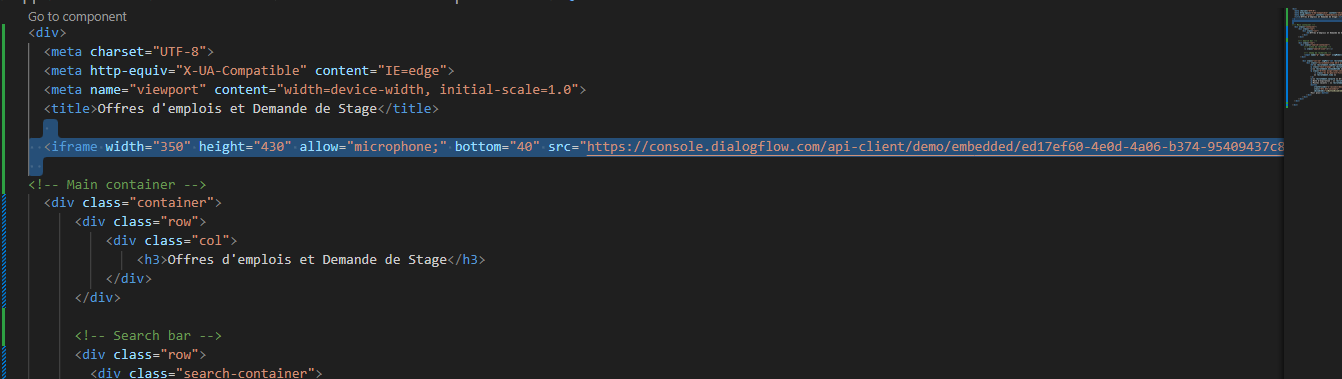 Go to component
<div>
<meta charset="UTF-8">
<meta http-equiv="X-UA-Compatible" content="IE=edge">
<meta name="viewport" content="width=device-width, initial-scale=1.0">
<title>Offres d'emplois et Demande de Stage</title>
<iframe width="350" height="430" allow="microphone;" bottom="40" src="https://console.dialogflow.com/api-client/demo/embedded/ed17ef60-4e0d-4a06-b374-95409437c8
<!-- Main container -->
<div class="container">
<div class="row">
<div class="col">
<h3>Offres d'emplois et Demande de Stage</h3>
</div>
</div>
<!-- Search bar -->
<div class="row">
<div class="search-container">